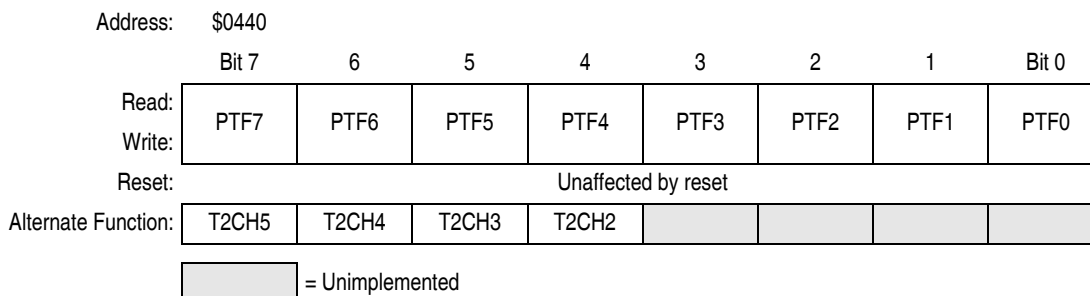 Address: $0440
Bit 7 6 5 4 3 2 1 Bit 0
Read:
PTF7 PTF6 PTF5 PTF4 PTF3 PTF2 PTF1 PTF0
Write:
Reset: Unaffected by reset
Alternate Function: T2CH5 T2CH4 T2CH3 T2CH2
= Unimplemented